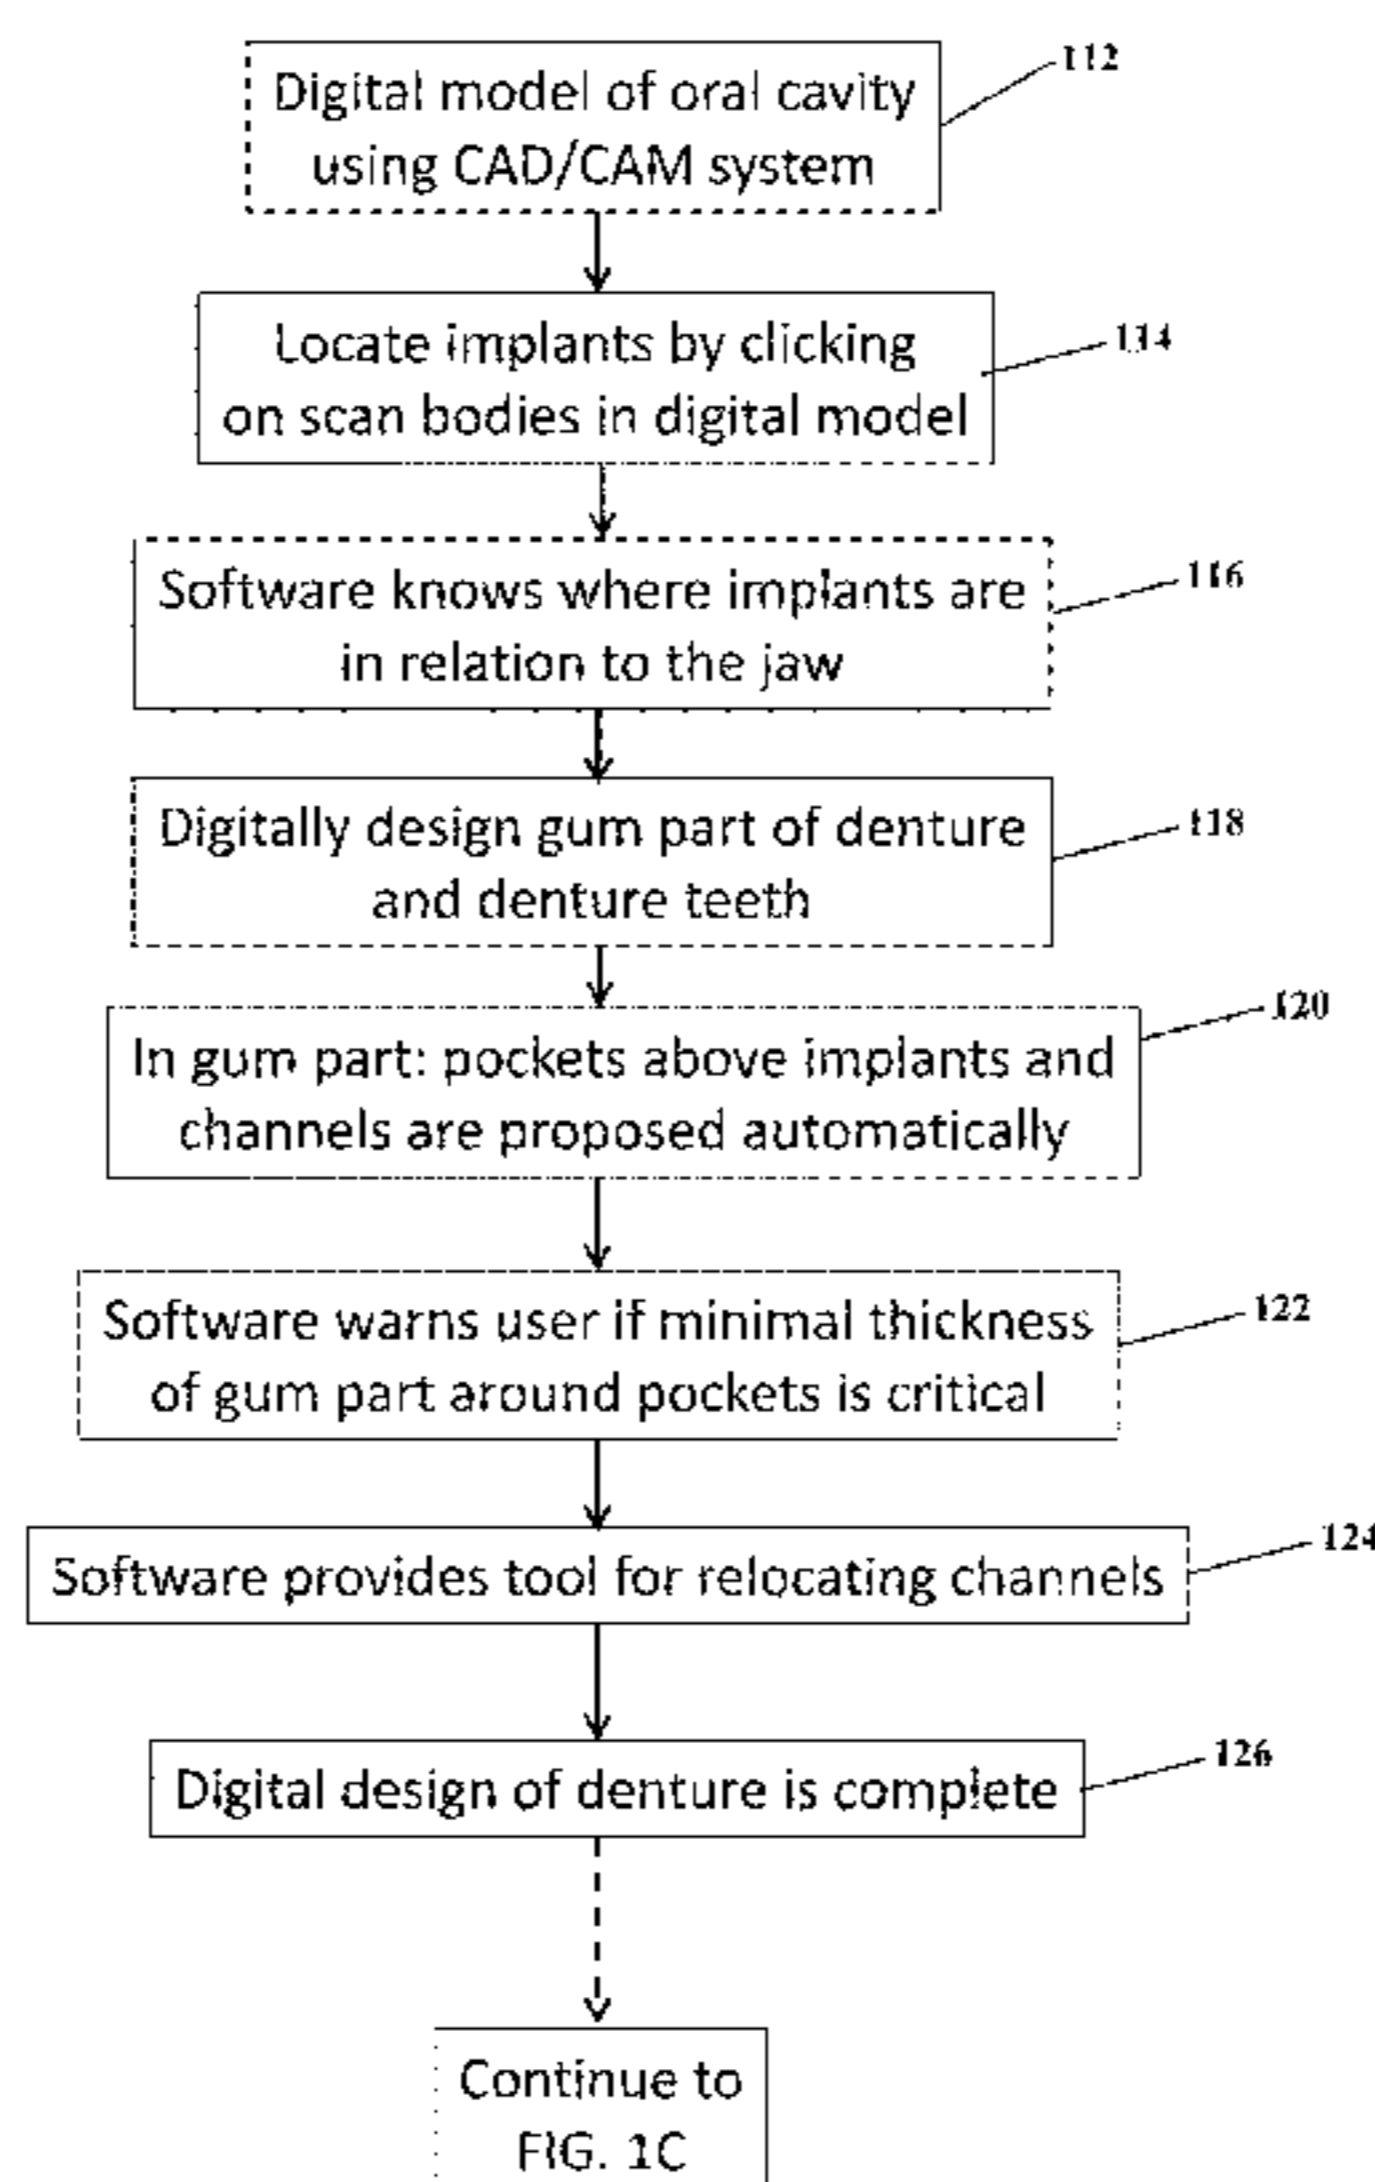 Digital model of oral cavity
using CAD/CAM system
112
Locate implants by clicking
on scan bodies in digital model
114
Software knows where implants are
in relation to the jaw
116
Digitally design gum part of denture
and denture teeth
118
In gum part: pockets above implants and
channels are proposed automatically
120
Software warns user if minimal thickness
of gum part around pockets is critical
122
Software provides tool for relocating channels
124
Digital design of denture is complete
126
Continue to
FIG. 1C